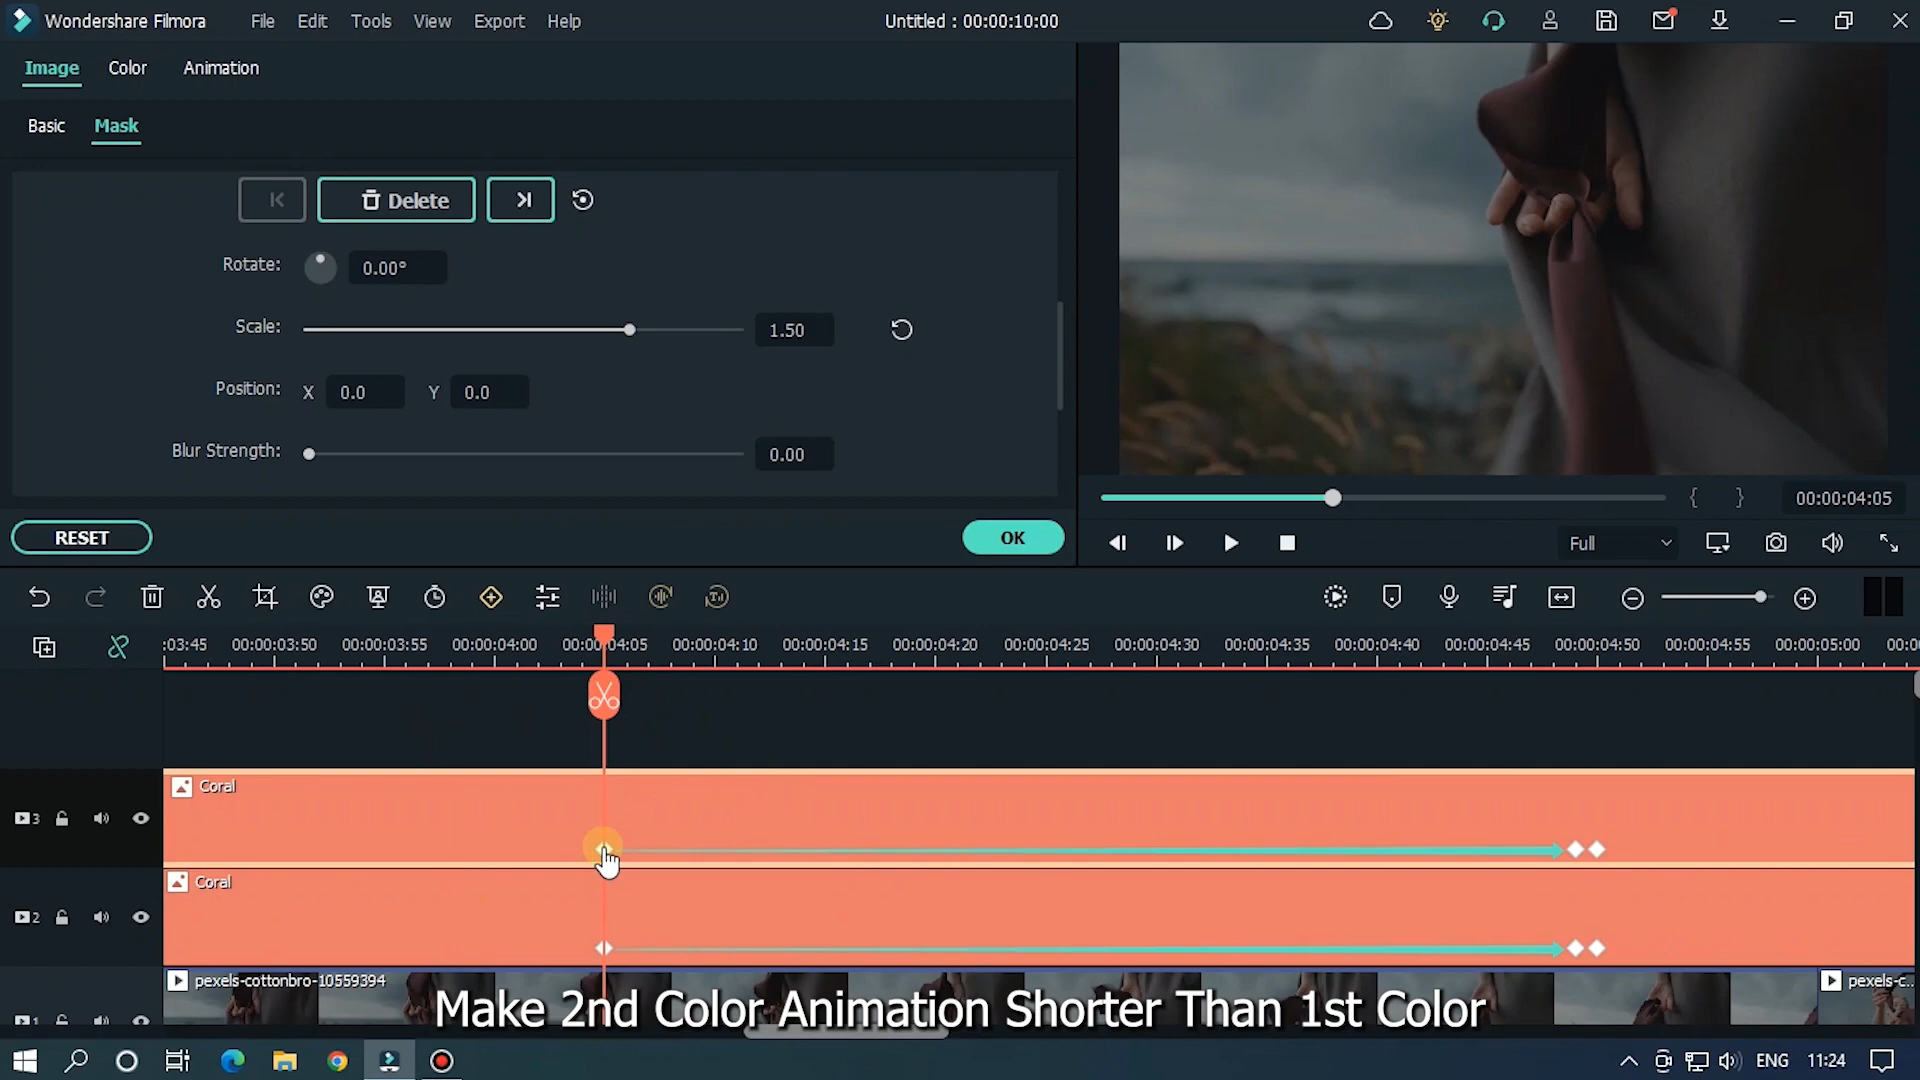 Wondershare Filmora File Edit Tools View Export Help Untitled : 00:00:10:00
Image Color Animation
Basic Mask
Delete
Rotate: 0.00°
Scale: 1.50
Position: X 0.0 Y 0.0
Blur Strength: 0.00
RESET OK
{ } 00:00:04:05
Full
:03:45 00:00:03:50 00:00:03:55 00:00:04:00 00:00:04:05 00:00:04:10 00:00:04:15 00:00:04:20 00:00:04:25 00:00:04:30 00:00:04:35 00:00:04:40 00:00:04:45 00:00:04:50 00:00:04:55 00:00:05:00 00:0
Coral
3
Coral
2
pexels-cottonbro-10559394 pexels-c...
1
Make 2nd Color Animation Shorter Than 1st Color
ENG 11:24